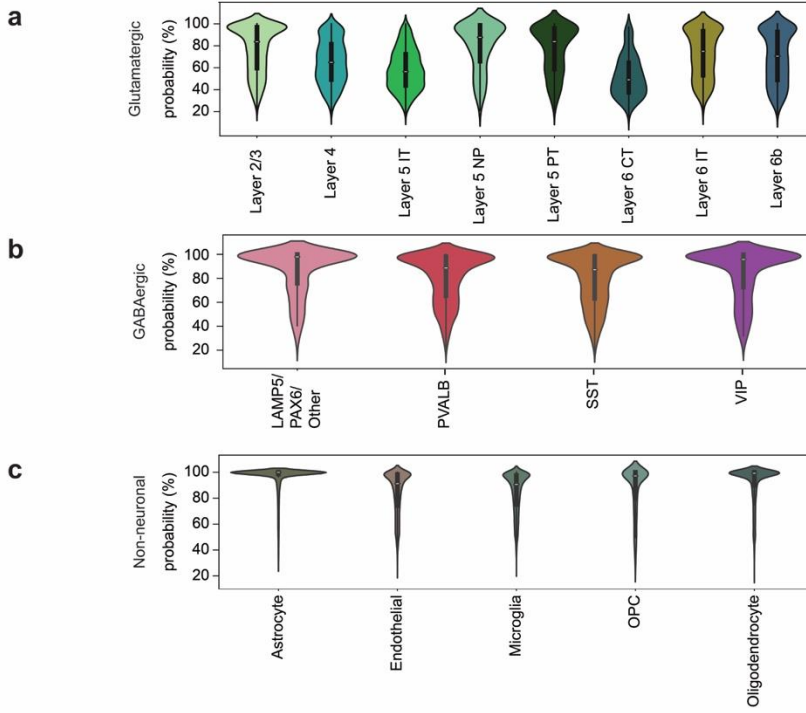 a
Glutamatergic
probability (%)
100
80
60
40
20
Layer 2/3
Layer 4
Layer 5 IT
Layer 5 NP
Layer 5 PT
Layer 6 CT
Layer 6 IT
Layer 6b
b
GABAergic
probability (%)
100
80
60
40
20
LAMP5/
PAX6/
Other
PVALB
SST
VIP
c
Non-neuronal
probability (%)
100
80
60
40
20
Astrocyte
Endothelial
Microglia
OPC
Oligodendrocyte